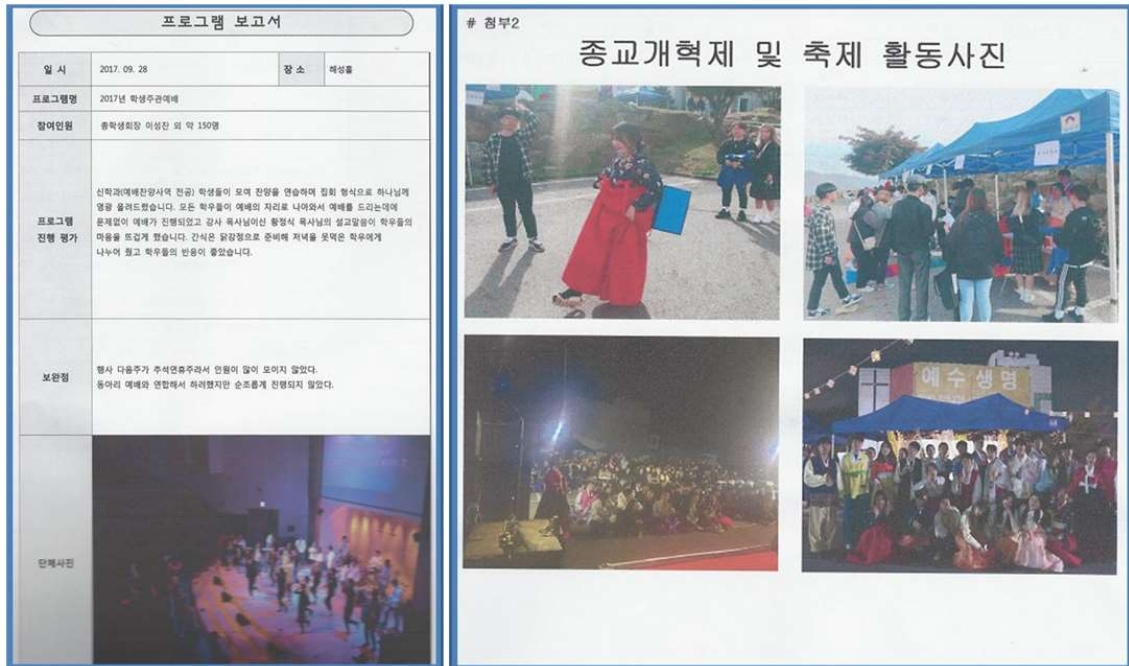 프로그램 보고서
일 시
2017. 09. 28
장 소
해성홀
프로그램명
2017년 학생주관예배
참여인원
총학생회장 이성찬 외 약 150명
프로그램
진행 평가
신학과(예배찬양사역 전공) 학생들이 모여 찬양을 연습하며 집회 형식으로 하나님께
영광 올려드렸습니다. 모든 학우들이 예배의 자리로 나아와서 예배를 드리는데에
문제없이 예배가 진행되었고 강사 목사님이신 황정식 목사님의 설교말씀이 학우들의
마음을 뜨겁게 했습니다. 간식은 닭강정으로 준비해 저녁을 못먹은 학우에게
나누어 줬고 학우들의 반응이 좋았습니다.
보완점
행사 다음주가 추석연휴주라서 인원이 많이 모이지 않았다.
동아리 예배와 연합해서 하려했지만 순조롭게 진행되지 않았다.
단체사진
# 첨부2
종교개혁제 및 축제 활동사진
예수생명